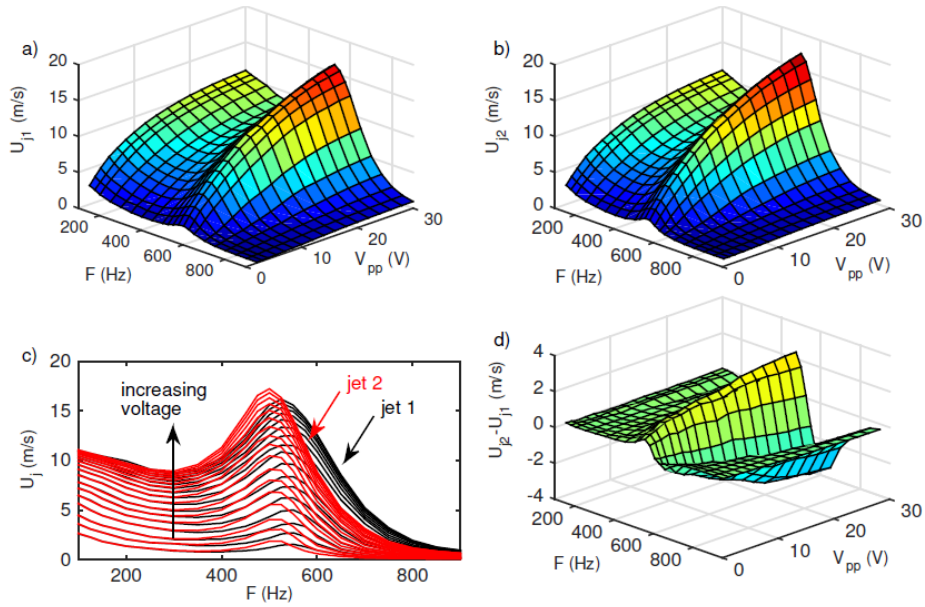 a)
20
15
10
5
0
U_j1 (m/s)
200
400
600
800
F (Hz)
0
10
20
30
V_pp (V)
b)
20
15
10
5
0
U_j2 (m/s)
200
400
600
800
F (Hz)
0
10
20
30
V_pp (V)
c)
20
15
10
5
0
U_j (m/s)
increasing
voltage
jet 2
jet 1
200
400
600
800
F (Hz)
d)
4
2
0
-2
-4
U_j2-U_j1 (m/s)
200
400
600
800
F (Hz)
0
10
20
30
V_pp (V)